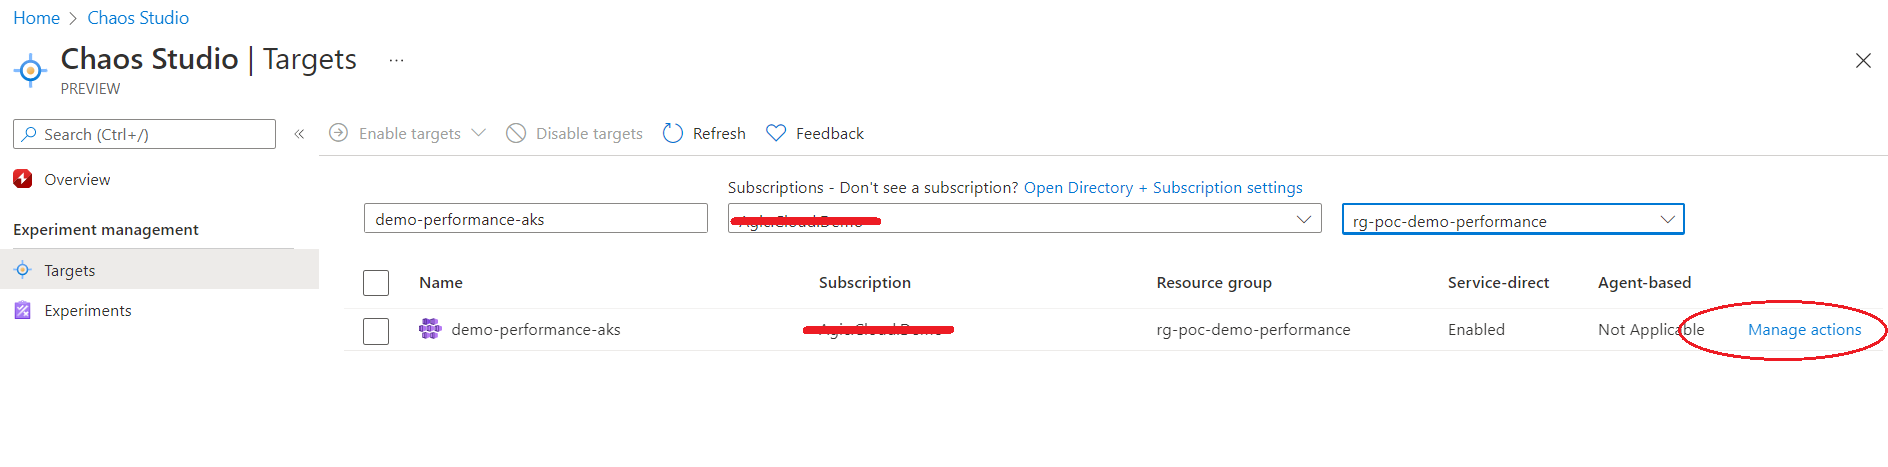 Home > Chaos Studio
Chaos Studio | Targets ...
PREVIEW
Search (Ctrl+/) «
Enable targets Disable targets Refresh Feedback
Overview
Experiment management
Targets
Experiments
Subscriptions - Don't see a subscription? Open Directory + Subscription settings
demo-performance-aks rg-poc-demo-performance
Name Subscription Resource group Service-direct Agent-based
demo-performance-aks rg-poc-demo-performance Enabled Not Applicable Manage actions